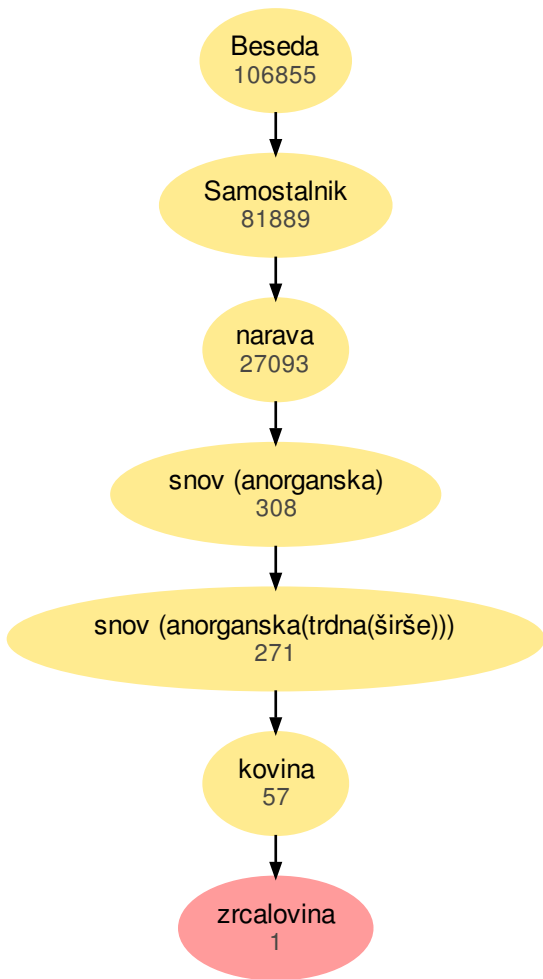 Beseda
106855
Samostalnik
81889
narava
27093
snov (anorganska)
308
snov (anorganska(trdna(širše)))
271
kovina
57
zrcalovina
1